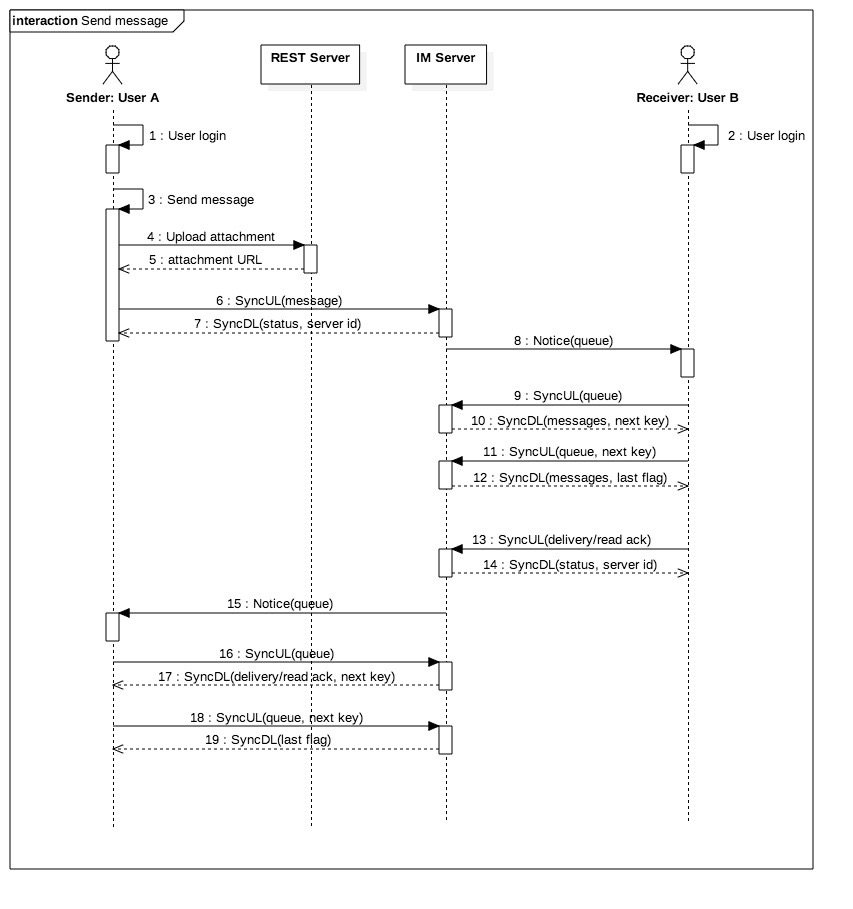 interaction Send message
REST Server
IM Server
Sender: User A
Receiver: User B
1 : User login
2 : User login
3 : Send message
4 : Upload attachment
5 : attachment URL
6 : SyncUL(message)
7 : SyncDL(status, server id)
8 : Notice(queue)
9 : SyncUL(queue)
10 : SyncDL(messages, next key)
11 : SyncUL(queue, next key)
12 : SyncDL(messages, last flag)
13 : SyncUL(delivery/read ack)
14 : SyncDL(status, server id)
15 : Notice(queue)
16 : SyncUL(queue)
17 : SyncDL(delivery/read ack, next key)
18 : SyncUL(queue, next key)
19 : SyncDL(last flag)